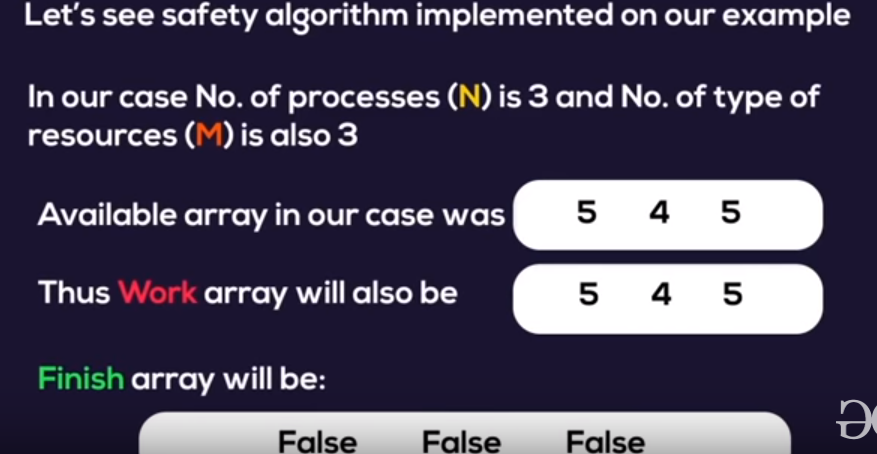 Let's see safety algorithm implemented on our example
In our case No. of processes (N) is 3 and No. of type of
resources (M) is also 3
Available array in our case was 5 4 5
Thus Work array will also be 5 4 5
Finish array will be:
False False False